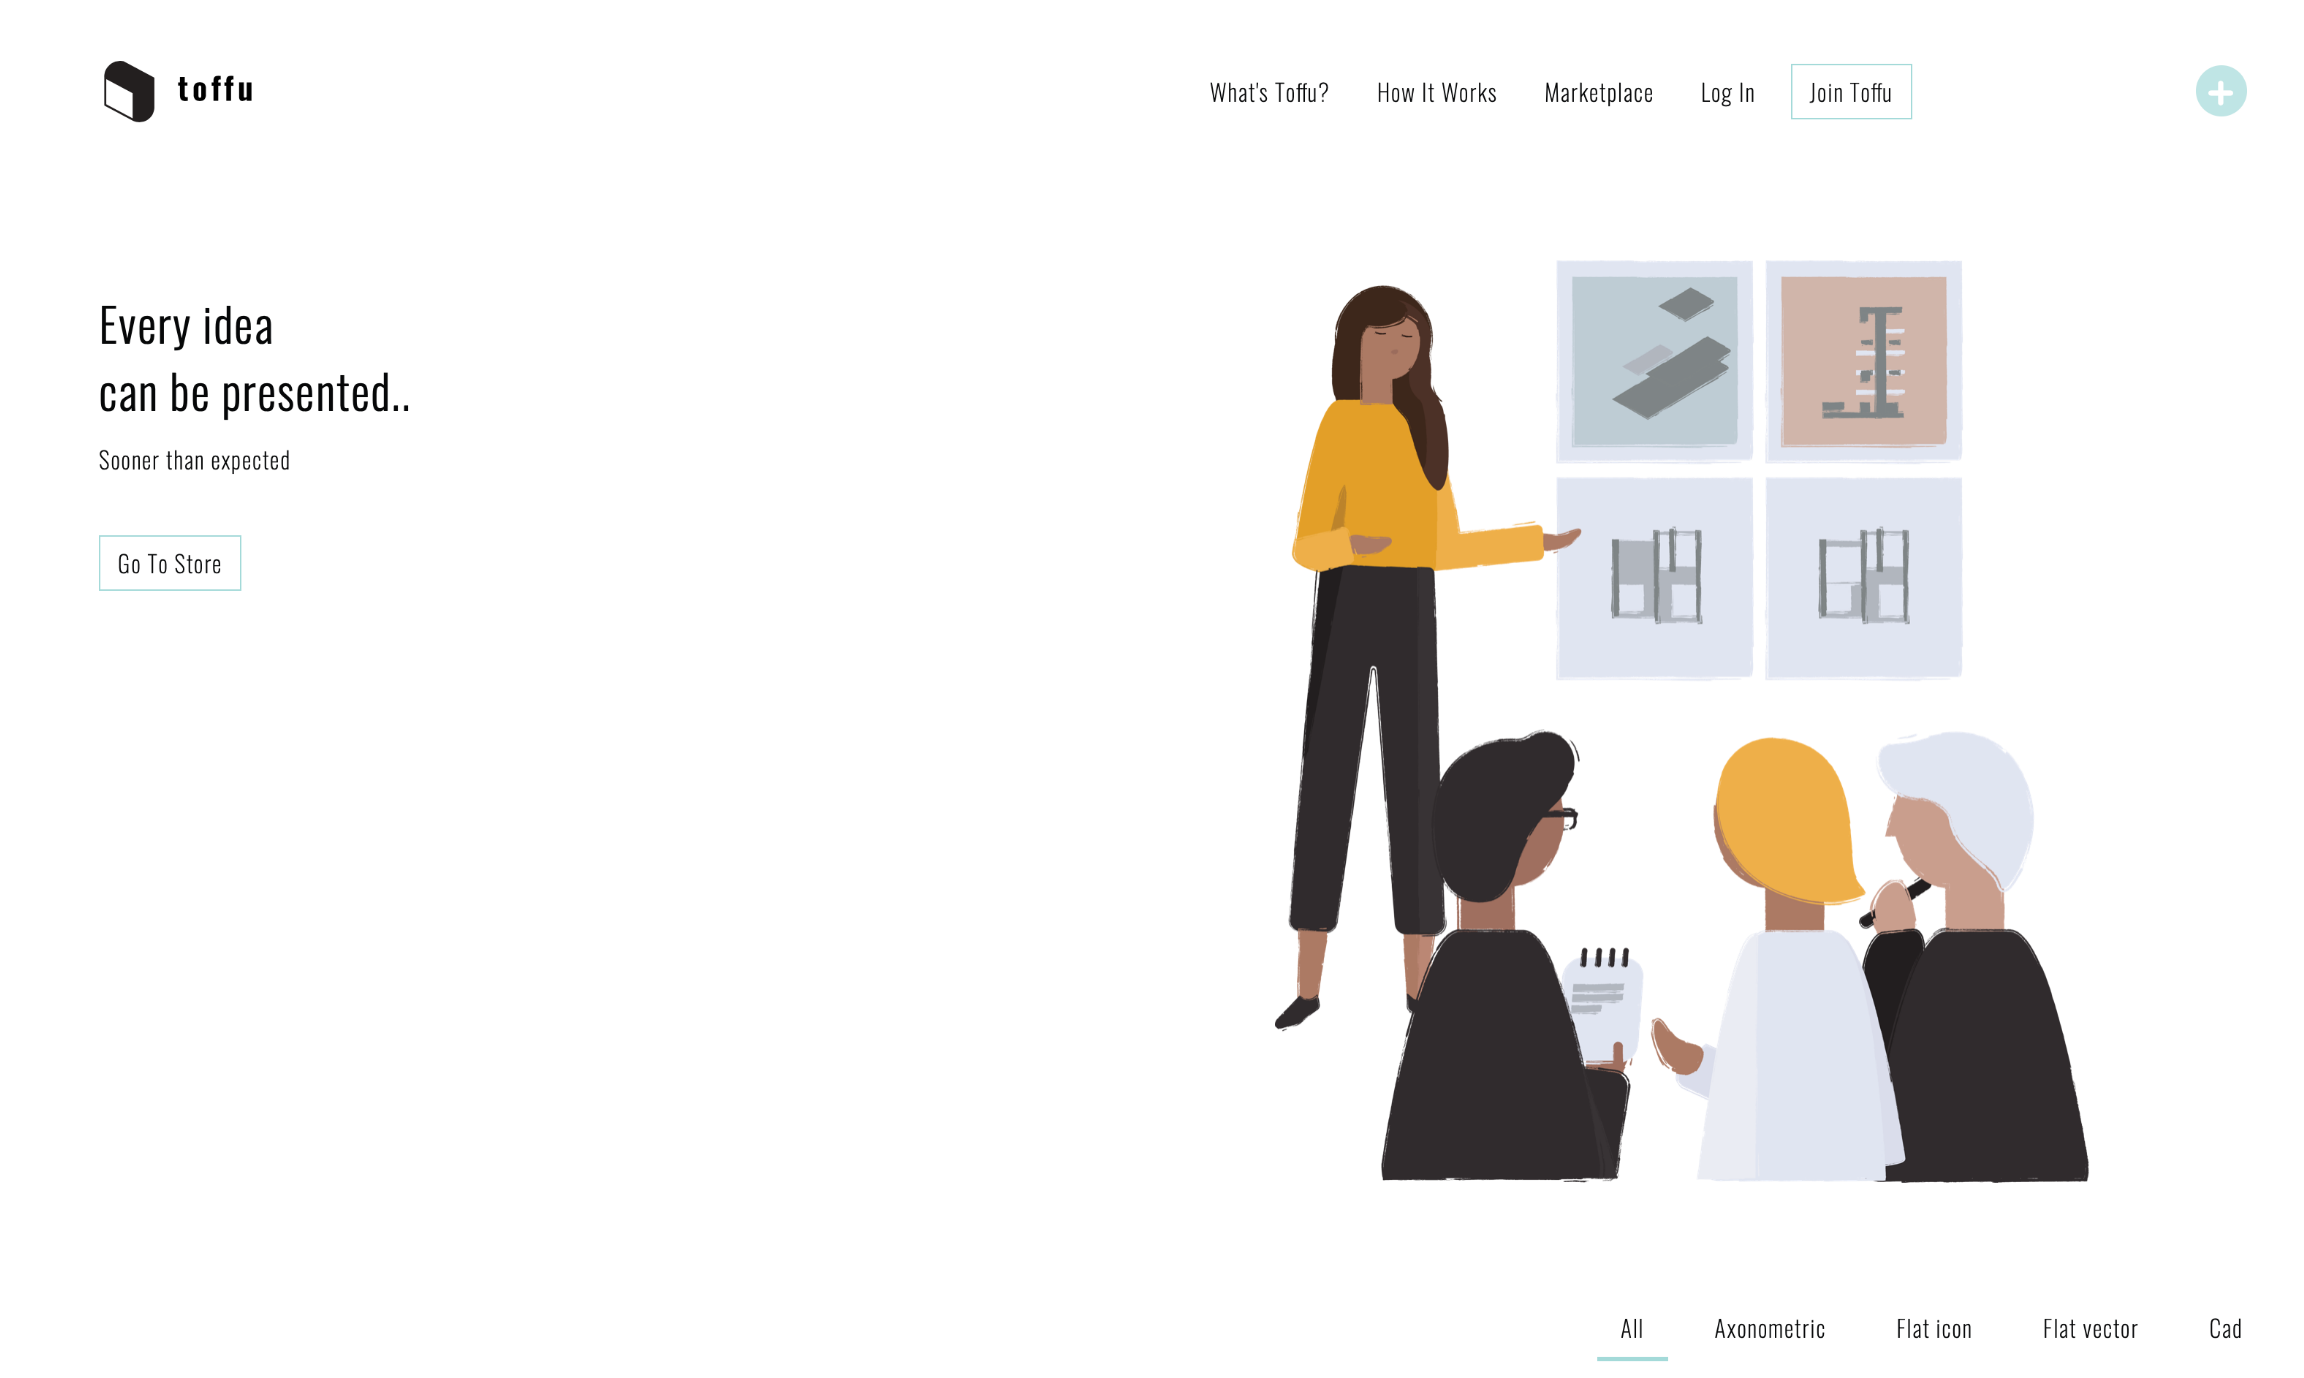 toffu
What's Toffu? How It Works Marketplace Log In Join Toffu
Every idea
can be presented..
Sooner than expected
Go To Store
All Axonometric Flat icon Flat vector Cad